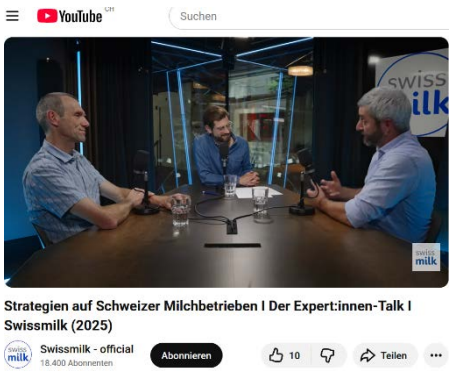 YouTube CH
Suchen
swiss
milk
swiss
milk
Strategien auf Schweizer Milchbetrieben I Der Expert:innen-Talk I
Swissmilk (2025)
swiss
milk
Swissmilk - official
18.400 Abonnenten
Abonnieren
10
Teilen